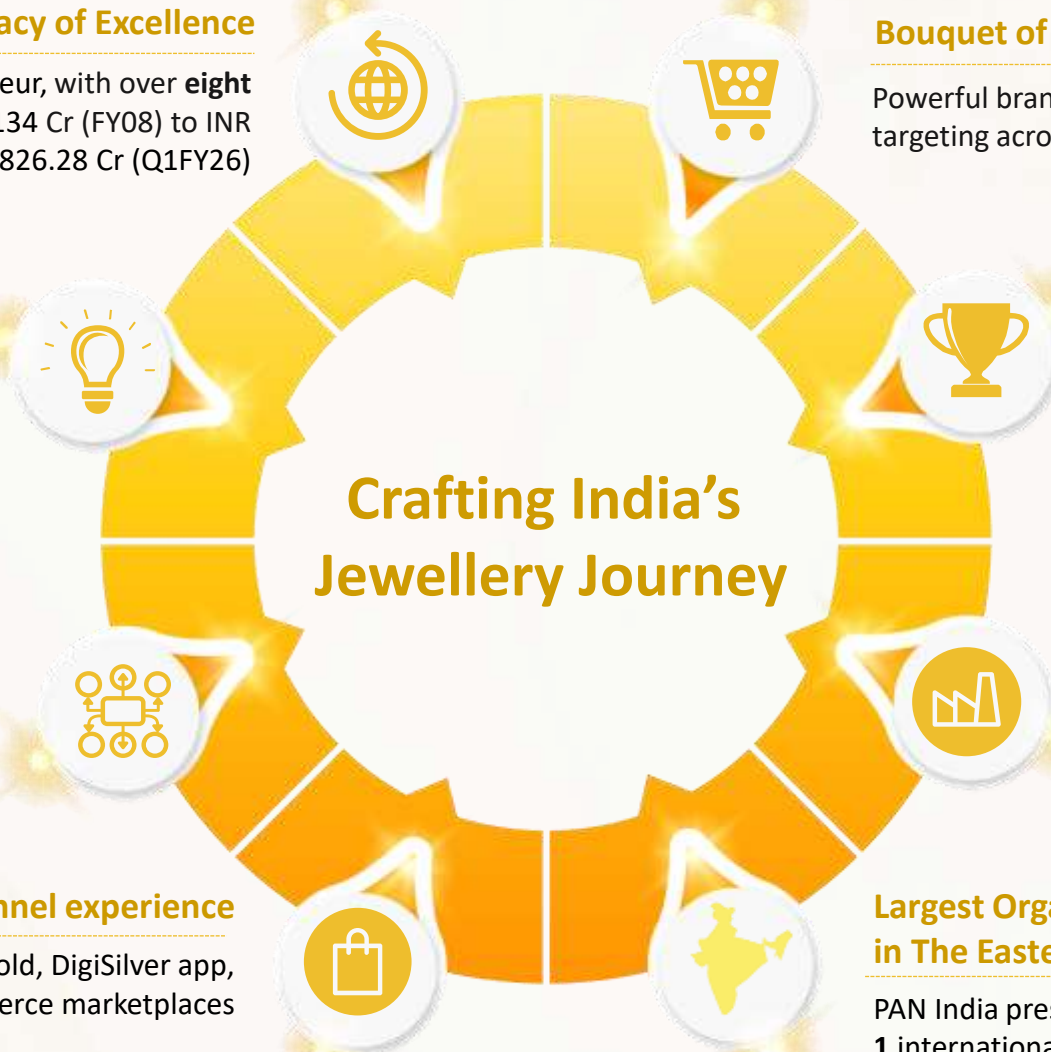 acy of Excellence
eur, with over eight
134 Cr (FY08) to INR
826.28 Cr (Q1FY26)
Bouquet of
Powerful bran
targeting acro
Crafting India’s
Jewellery Journey
nnel experience
old, DigiSilver app,
erce marketplaces
Largest Orga
in The Easte
PAN India pres
1 internationa